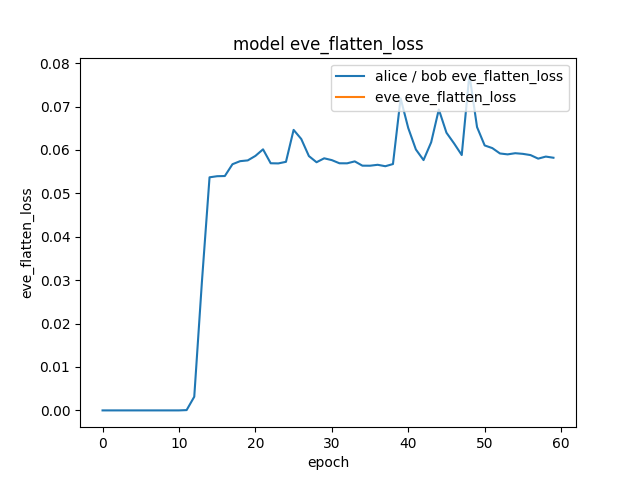 model eve_flatten_loss
alice / bob eve_flatten_loss
eve eve_flatten_loss
eve_flatten_loss
0.08
0.07
0.06
0.05
0.04
0.03
0.02
0.01
0.00
0 10 20 30 40 50 60
epoch